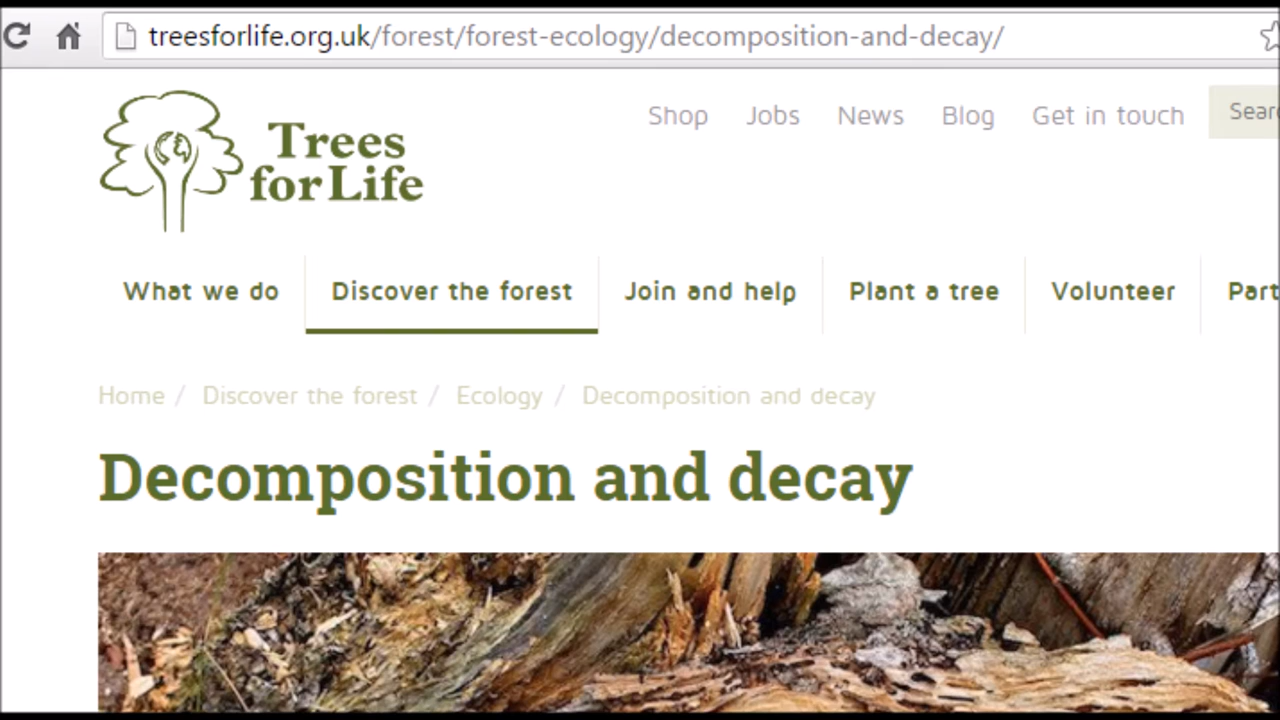 treesforlife.org.uk/forest/forest-ecology/decomposition-and-decay/
Shop Jobs News Blog Get in touch
Trees
for Life
What we do Discover the forest Join and help Plant a tree Volunteer
Home / Discover the forest / Ecology / Decomposition and decay
Decomposition and decay